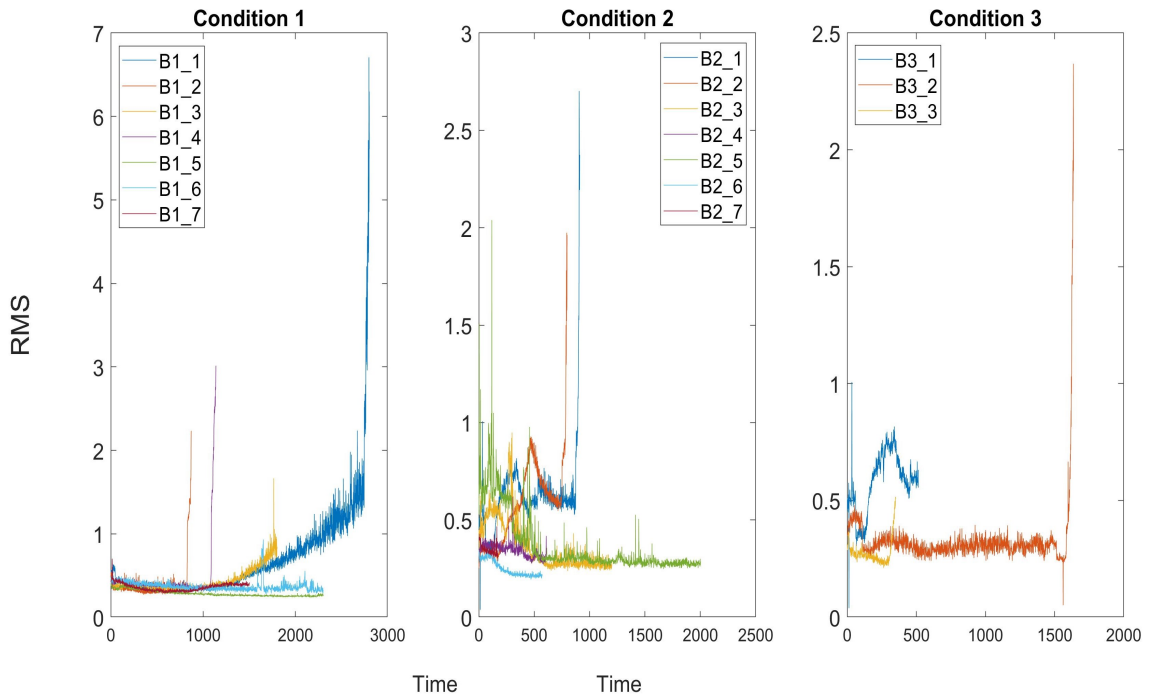 Condition 1
Condition 2
Condition 3
RMS
7
6
5
4
3
2
1
0
0
1000
2000
3000
B1_1
B1_2
B1_3
B1_4
B1_5
B1_6
B1_7
3
2.5
2
1.5
1
0.5
0
0
500
1000
1500
2000
2500
B2_1
B2_2
B2_3
B2_4
B2_5
B2_6
B2_7
2.5
2
1.5
1
0.5
0
0
500
1000
1500
2000
B3_1
B3_2
B3_3
Time
Time